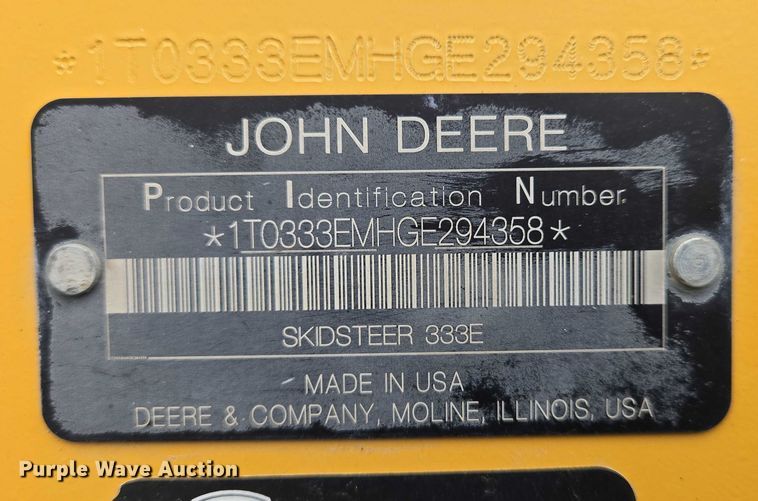 *1T0333EMHGE294358*
JOHN DEERE
Product Identification Number
*1T0333EMHGE294358*
SKIDSTEER 333E
MADE IN USA
DEERE & COMPANY, MOLINE, ILLINOIS, USA
Purple Wave Auction